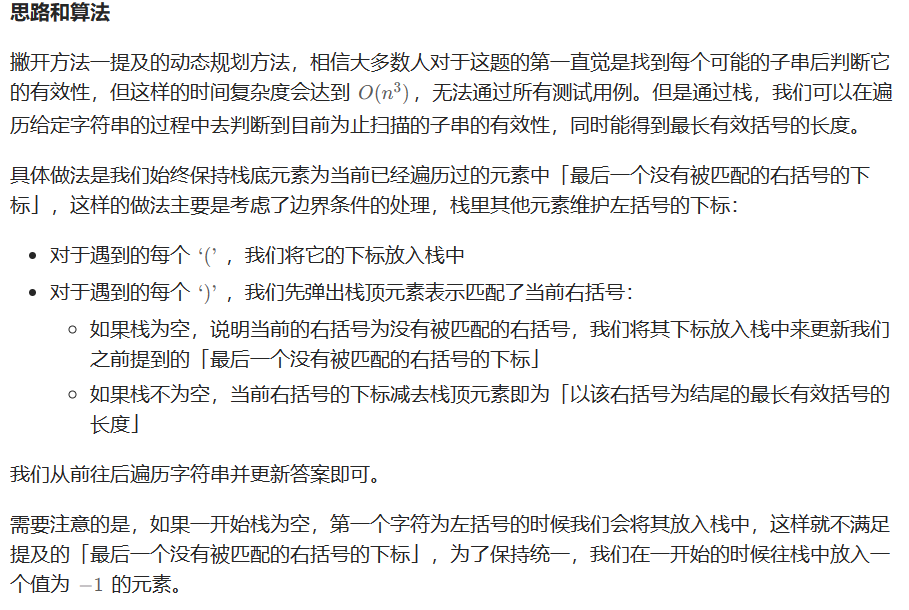 思路和算法
撇开方法一提及的动态规划方法，相信大多数人对于这题的第一直觉是找到每个可能的子串后判断它
的有效性，但这样的时间复杂度会达到 O(n³)，无法通过所有测试用例。但是通过栈，我们可以在遍
历给定字符串的过程中去判断到目前为止扫描的子串的有效性，同时能得到最长有效括号的长度。
具体做法是我们始终保持栈底元素为当前已经遍历过的元素中「最后一个没有被匹配的右括号的下
标」，这样的做法主要是考虑了边界条件的处理，栈里其他元素维护左括号的下标：
• 对于遇到的每个 ‘(’ ，我们将它的下标放入栈中
• 对于遇到的每个 ‘)’ ，我们先弹出栈顶元素表示匹配了当前右括号：
◦ 如果栈为空，说明当前的右括号为没有被匹配的右括号，我们将其下标放入栈中来更新我们
之前提到的「最后一个没有被匹配的右括号的下标」
◦ 如果栈不为空，当前右括号的下标减去栈顶元素即为「以该右括号为结尾的最长有效括号的
长度」
我们从前往后遍历字符串并更新答案即可。
需要注意的是，如果一开始栈为空，第一个字符为左括号的时候我们会将其放入栈中，这样就不满足
提及的「最后一个没有被匹配的右括号的下标」，为了保持统一，我们在一开始的时候往栈中放入一
个值为 −1 的元素。